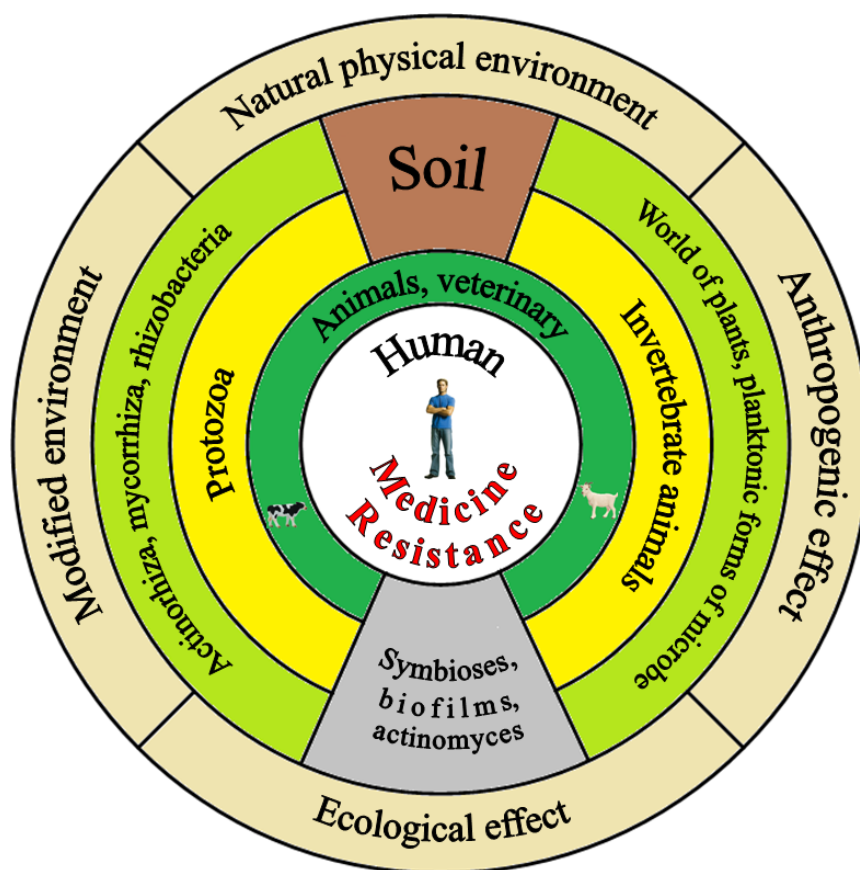 Natural physical environment
Soil
Animals, veterinary
Human
Medicine
Resistance
Modified environment
Actinorhiza, mycorrhiza, rhizobacteria
Protozoa
Invertebrate animals
World of plants, planktonic forms of microbe
Anthropogenic effect
Symbioses,
biofilms,
actinomyces
Ecological effect